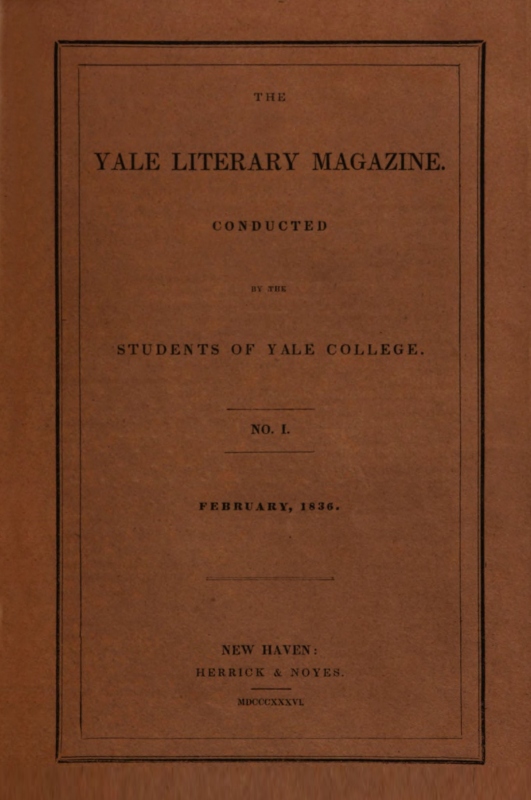 THE
YALE LITERARY MAGAZINE.
CONDUCTED
BY THE
STUDENTS OF YALE COLLEGE.
NO. I.
FEBRUARY, 1836.
NEW HAVEN:
HERRICK & NOYES.
MDCCCXXXVI.